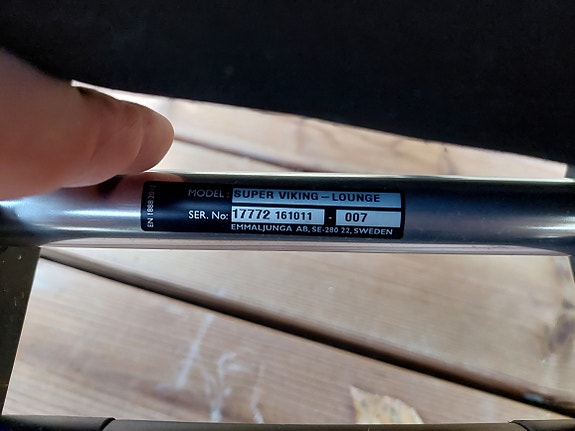 MODEL: SUPER VIKING – LOUNGE
SER. No: 17772 161011 - 007
EMMALJUNGA AB, SE-280 22, SWEDEN